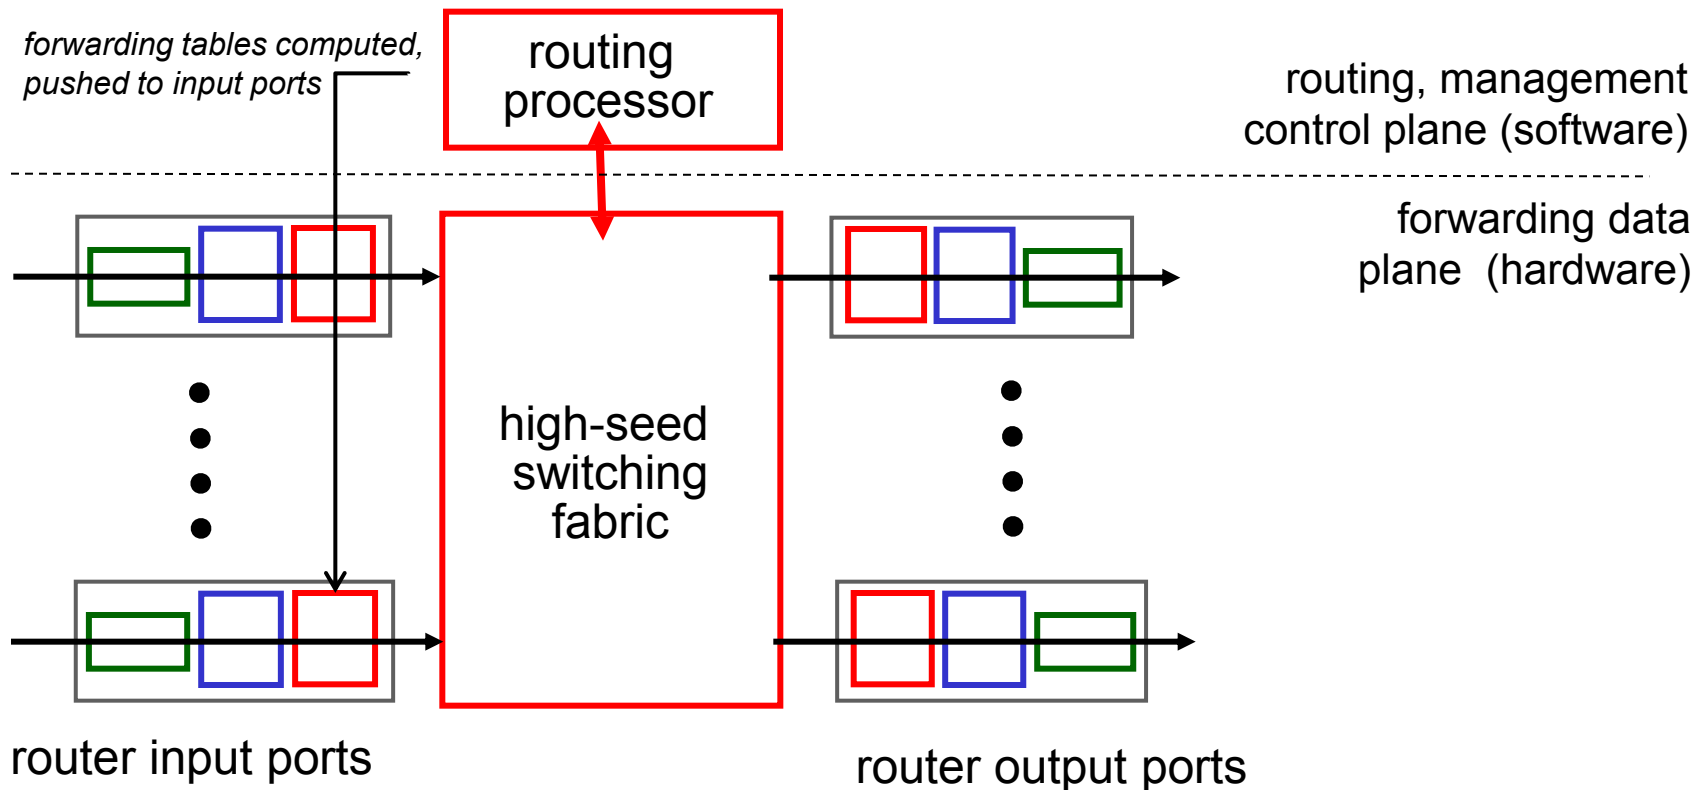 forwarding tables computed,
pushed to input ports
routing
processor
routing, management
control plane (software)
forwarding data
plane (hardware)
high-seed
switching
fabric
router input ports
router output ports